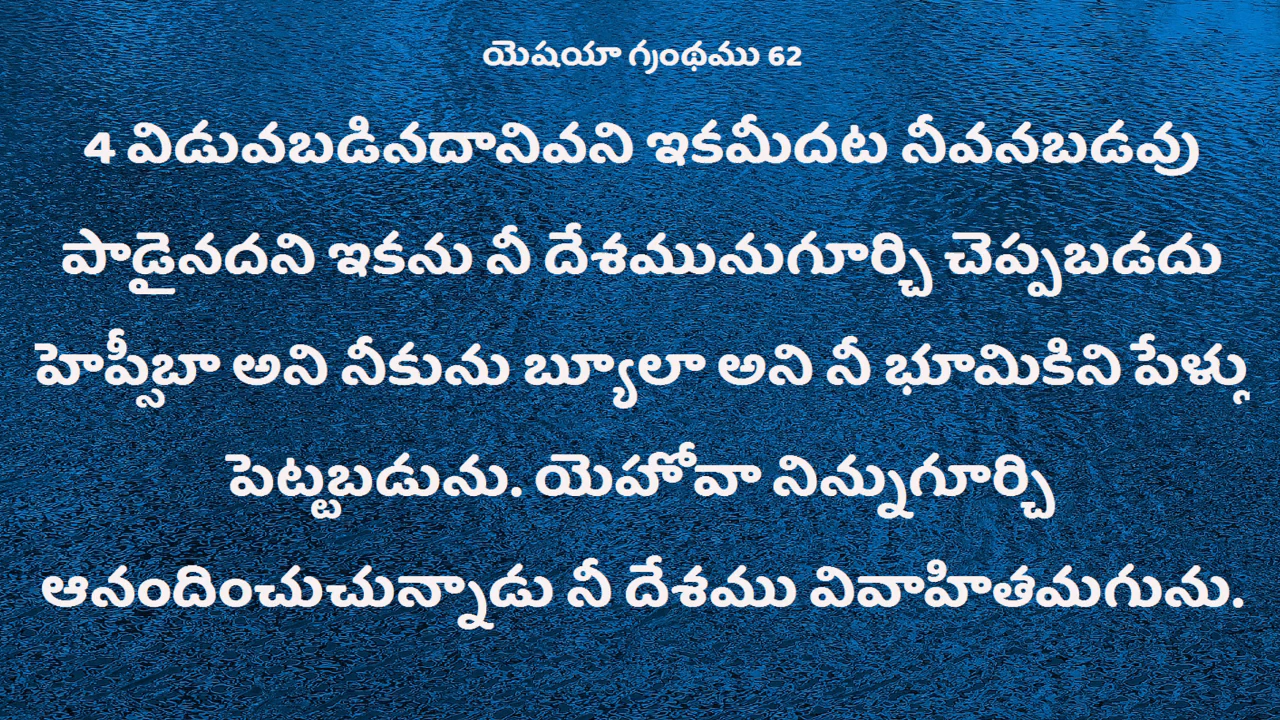 యెషయా గ్రంథము 62
4 విడువబడినదానివని ఇకమీదట నీవనబడవు
పాడైనదని ఇకను నీ దేశమునుగూర్చి చెప్పబడదు
హెప్సీబా అని నీకును బ్యూలా అని నీ భూమికిని పేళ్లు
పెట్టబడును. యెహోవా నిన్నుగూర్చి
ఆనందించుచున్నాడు నీ దేశము వివాహితమగును.